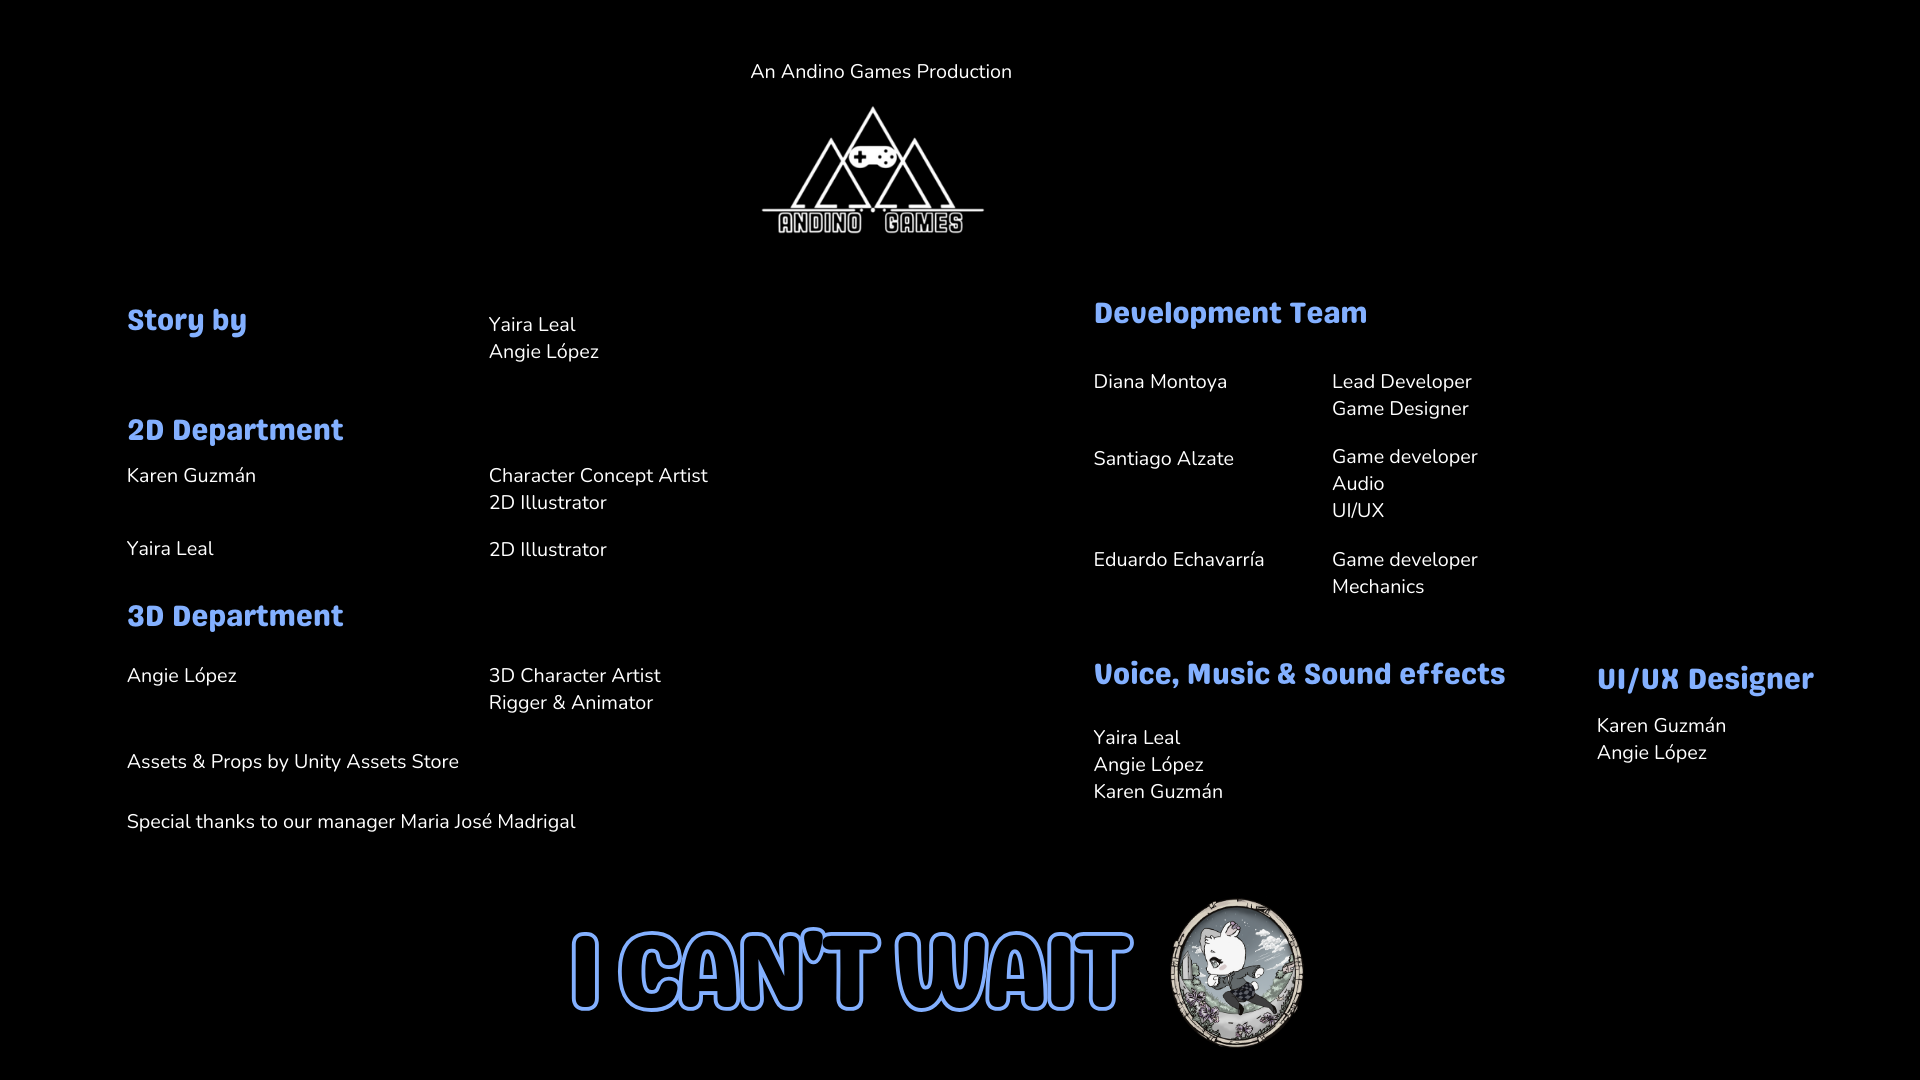 An Andino Games Production
ANDINO GAMES
Story by
Yaira Leal
Angie López
2D Department
Karen Guzmán
Character Concept Artist
2D Illustrator
Yaira Leal
2D Illustrator
3D Department
Angie López
3D Character Artist
Rigger & Animator
Assets & Props by Unity Assets Store
Special thanks to our manager Maria José Madrigal
Development Team
Diana Montoya
Lead Developer
Game Designer
Santiago Alzate
Game developer
Audio
UI/UX
Eduardo Echavarría
Game developer
Mechanics
Voice, Music & Sound effects
Yaira Leal
Angie López
Karen Guzmán
UI/UX Designer
Karen Guzmán
Angie López
I CAN'T WAIT